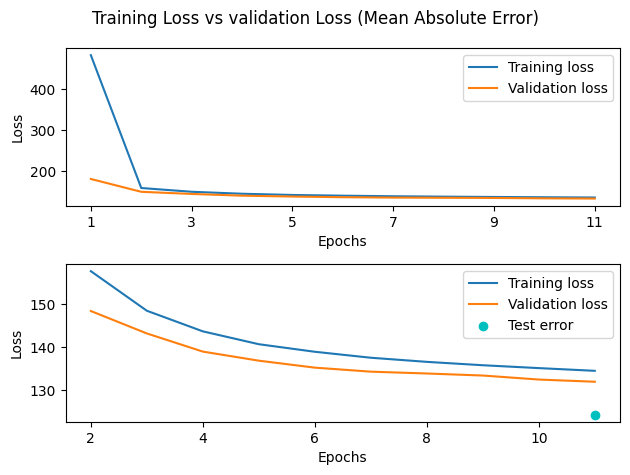 Training Loss vs validation Loss (Mean Absolute Error)
Training loss
Validation loss
400
300
200
Loss
1 3 5 7 9 11
Epochs
Training loss
Validation loss
Test error
150
140
130
Loss
2 4 6 8 10
Epochs